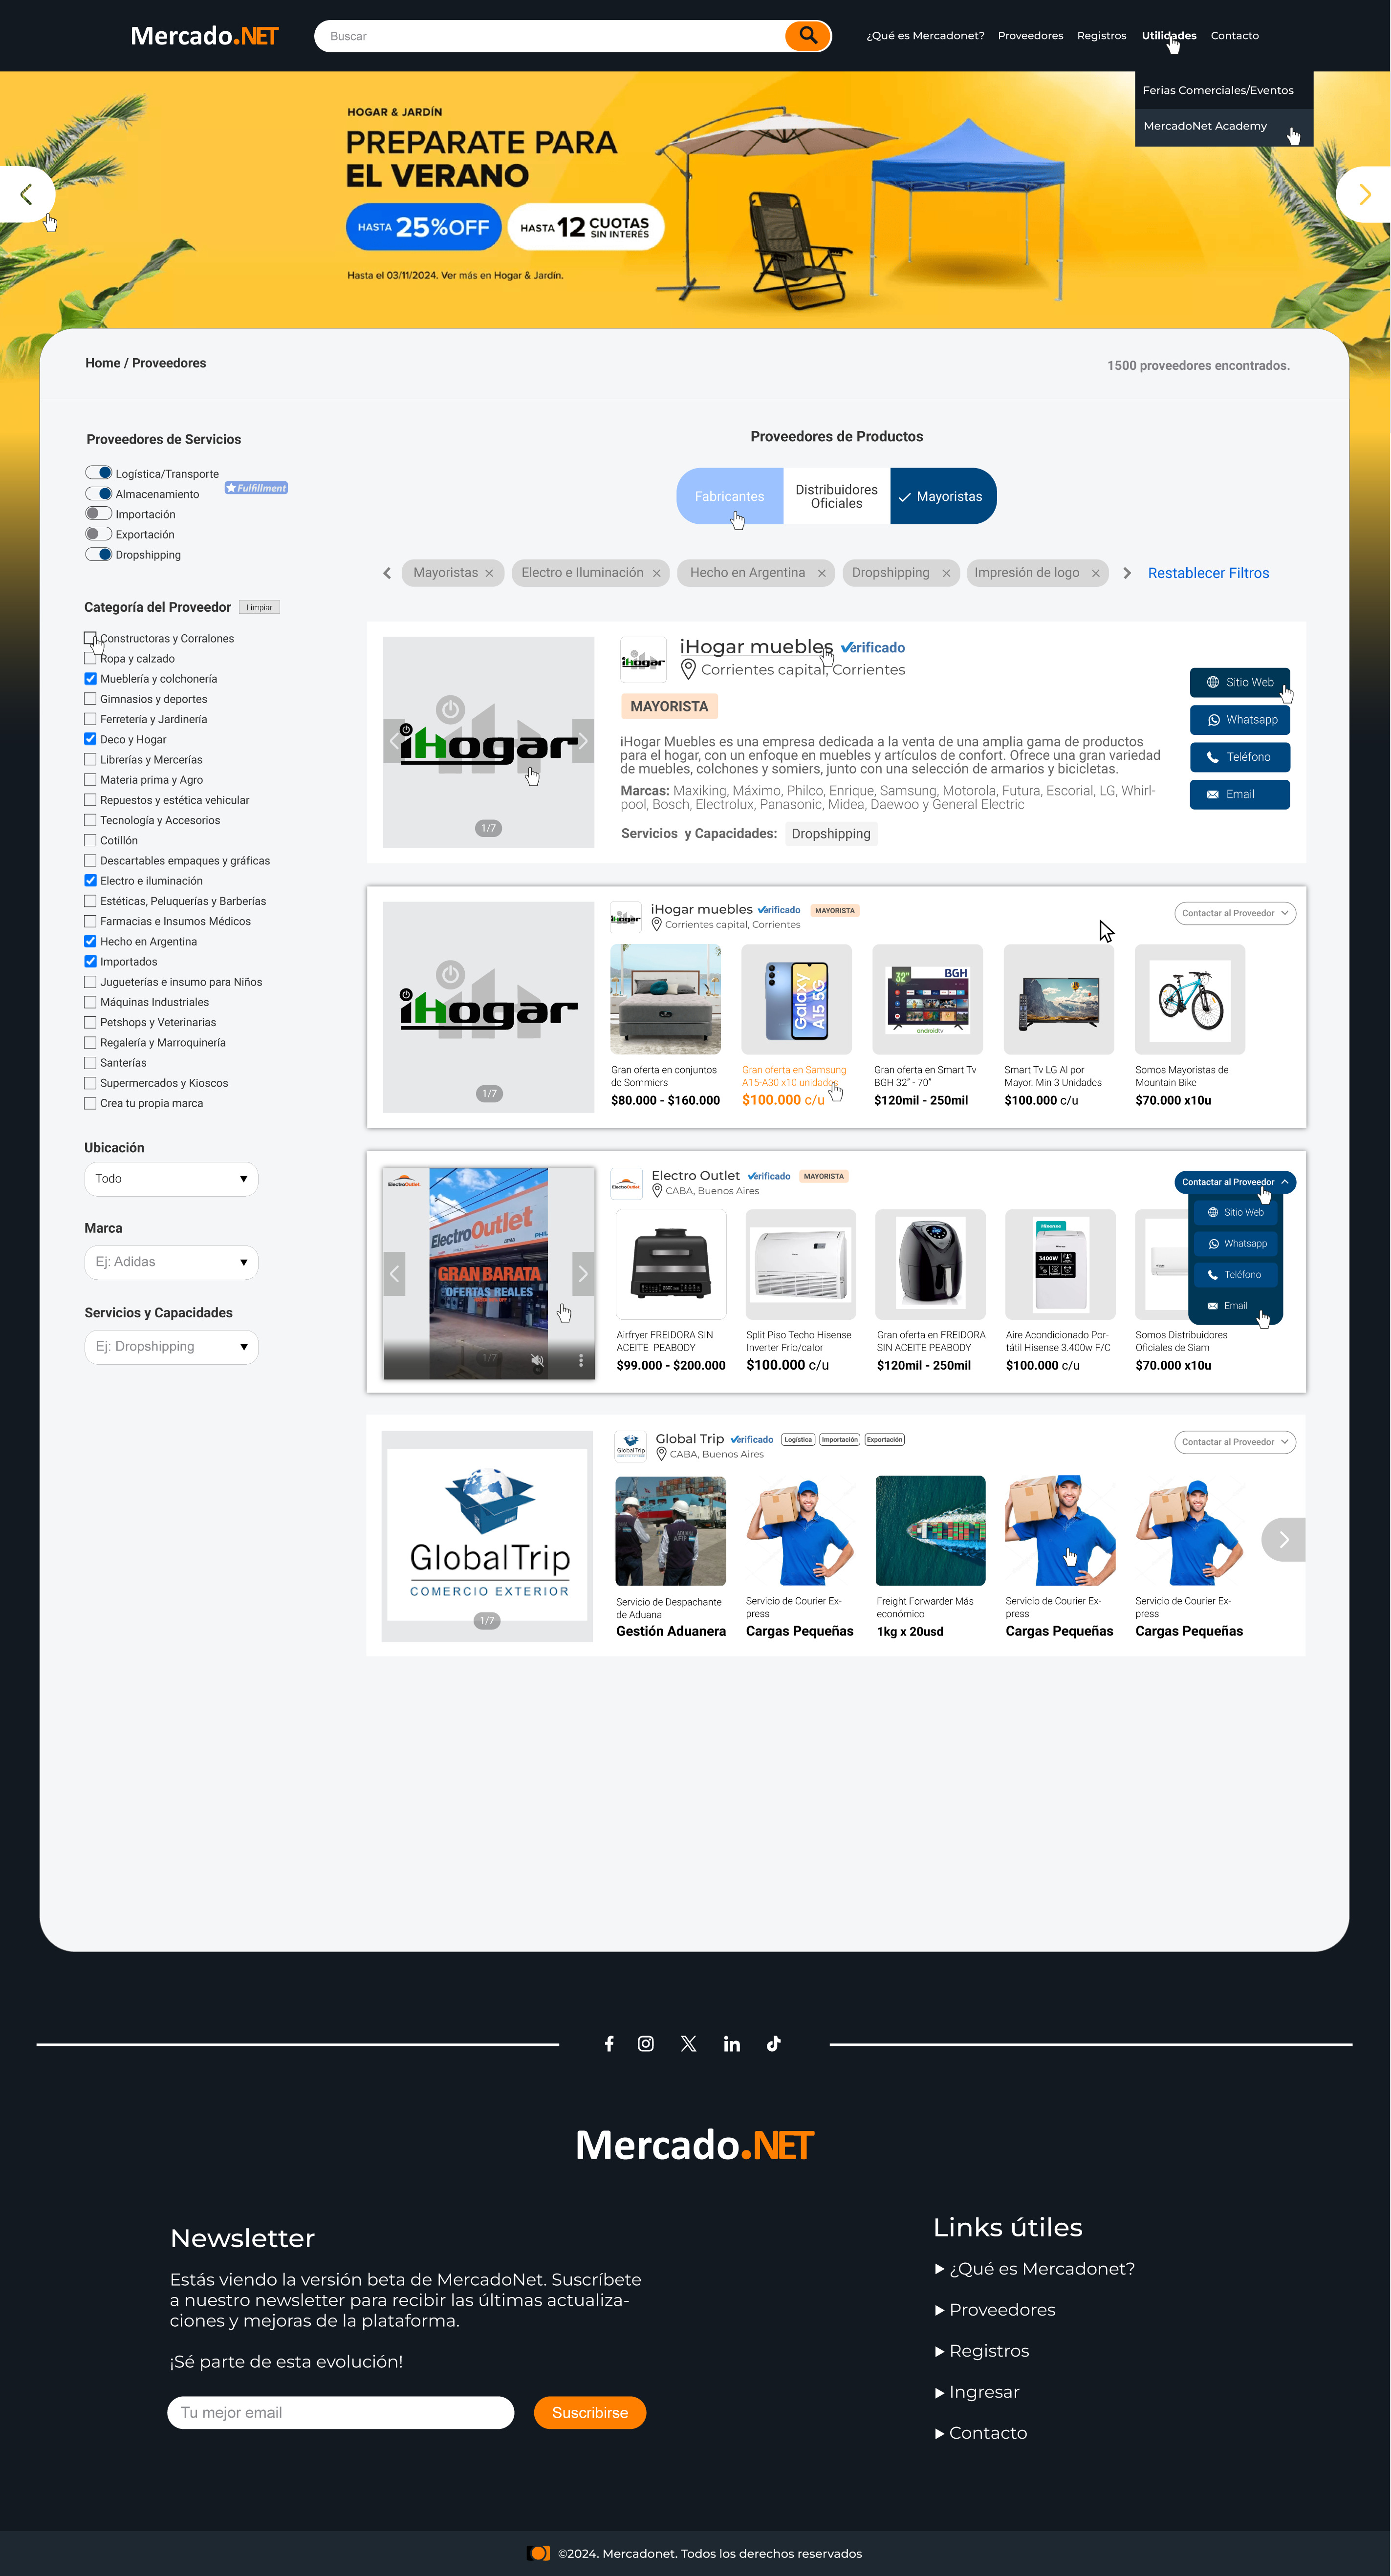 Mercado.NET
Buscar
¿Qué es Mercadonet?
Proveedores
Registros
Utilidades
Contacto
Ferias Comerciales/Eventos
MercadoNet Academy
HOGAR & JARDÍN
PREPARATE PARA
EL VERANO
HASTA 25%OFF
HASTA 12 CUOTAS SIN INTERÉS
Hasta el 03/11/2024. Ver más en Hogar & Jardín.
Home / Proveedores
1500 proveedores encontrados.
Proveedores de Servicios
Logística/Transporte
Almacenamiento
Fulfillment
Importación
Exportación
Dropshipping
Categoría del Proveedor
Limpiar
Constructoras y Corralones
Ropa y calzado
Mueblería y colchonería
Gimnasios y deportes
Ferretería y Jardinería
Deco y Hogar
Librerías y Mercerías
Materia prima y Agro
Repuestos y estética vehicular
Tecnología y Accesorios
Cotillón
Descartables empaques y gráficas
Electro e iluminación
Estéticas, Peluquerías y Barberías
Farmacias e Insumos Médicos
Hecho en Argentina
Importados
Jugueterías e insumo para Niños
Máquinas Industriales
Petshops y Veterinarias
Regalería y Marroquinería
Santerías
Supermercados y Kioscos
Crea tu propia marca
Ubicación
Todo
Marca
Ej: Adidas
Servicios y Capacidades
Ej: Dropshipping
Proveedores de Productos
Fabricantes
Distribuidores
Oficiales
Mayoristas
Mayoristas
Electro e Iluminación
Hecho en Argentina
Dropshipping
Impresión de logo
Restablecer Filtros
iHogar
1/7
iHogar
iHogar muebles
Verificado
Corrientes capital, Corrientes
MAYORISTA
iHogar Muebles es una empresa dedicada a la venta de una amplia gama de productos
para el hogar, con un enfoque en muebles y artículos de confort. Ofrece una gran variedad
de muebles, colchones y somiers, junto con una selección de armarios y bicicletas.
Marcas: Maxiking, Máximo, Philco, Enrique, Samsung, Motorola, Futura, Escorial, LG, Whirl-
pool, Bosch, Electrolux, Panasonic, Midea, Daewoo y General Electric
Servicios y Capacidades: Dropshipping
Sitio Web
Whatsapp
Teléfono
Email
iHogar
1/7
iHogar
iHogar muebles
Verificado
MAYORISTA
Corrientes capital, Corrientes
Contactar al Proveedor
Galaxy
A15 5G
32"
BGH
androidtv
Gran oferta en conjuntos
de Sommiers
$80.000 - $160.000
Gran oferta en Samsung
A15-A30 x10 unidades
$100.000 c/u
Gran oferta en Smart Tv
BGH 32" - 70"
$120mil - 250mil
Smart Tv LG Al por
Mayor. Min 3 Unidades
$100.000 c/u
Somos Mayoristas de
Mountain Bike
$70.000 x10u
ElectroOutlet
ElectroOutlet
GRAN BARATA
OFERTAS REALES
1/7
ElectroOutlet
Electro Outlet
Verificado
MAYORISTA
CABA, Buenos Aires
Contactar al Proveedor
Sitio Web
Whatsapp
Teléfono
Email
Hisense
3400W
Airfryer FREIDORA SIN
ACEITE PEABODY
$99.000 - $200.000
Split Piso Techo Hisense
Inverter Frio/calor
$100.000 c/u
Gran oferta en FREIDORA
SIN ACEITE PEABODY
$120mil - 250mil
Aire Acondicionado Por-
tátil Hisense 3.400w F/C
$100.000 c/u
Somos Distribuidores
Oficiales de Siam
$70.000 x10u
GlobalTrip
COMERCIO EXTERIOR
1/7
GlobalTrip
Global Trip
Verificado
Logística
Importación
Exportación
CABA, Buenos Aires
Contactar al Proveedor
Servicio de Despachante
de Aduana
Gestión Aduanera
Servicio de Courier Ex-
press
Cargas Pequeñas
Freight Forwarder Más
económico
1kg x 20usd
Servicio de Courier Ex-
press
Cargas Pequeñas
Servicio de Courier Ex-
press
Cargas Pequeñas
Mercado.NET
Newsletter
Estás viendo la versión beta de MercadoNet. Suscríbete
a nuestro newsletter para recibir las últimas actualiza-
ciones y mejoras de la plataforma.
¡Sé parte de esta evolución!
Tu mejor email
Suscribirse
Links útiles
¿Qué es Mercadonet?
Proveedores
Registros
Ingresar
Contacto
©2024. Mercadonet. Todos los derechos reservados